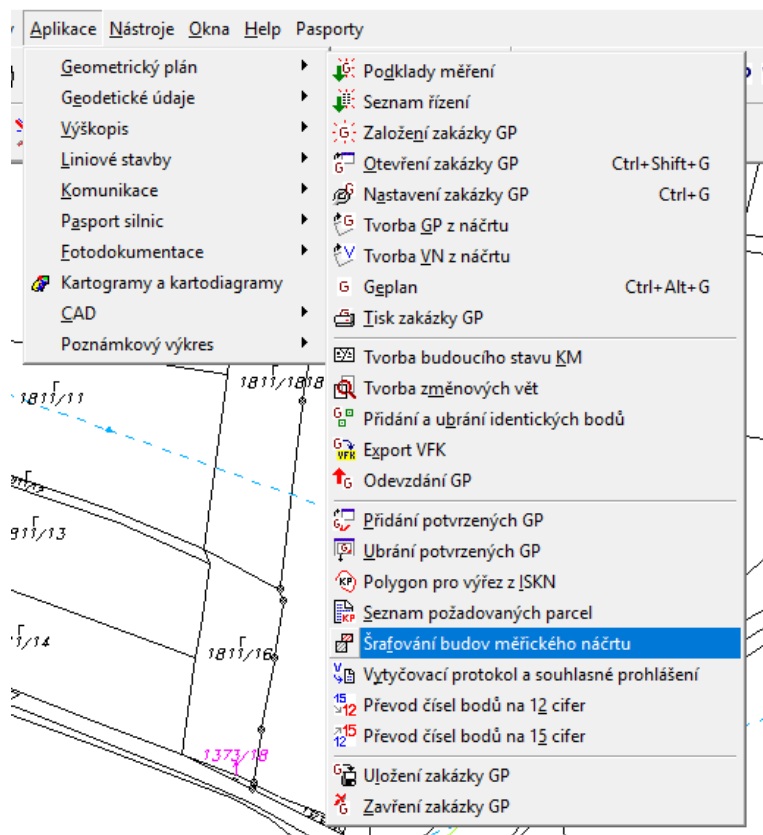 Aplikace Nástroje Okna Help Pasporty
Geometrický plán
Geodetické údaje
Výškopis
Liniové stavby
Komunikace
Pasport silnic
Fotodokumentace
Kartogramy a kartodiagramy
CAD
Poznámkový výkres
Podklady měření
Seznam řízení
Založení zakázky GP
Otevření zakázky GP Ctrl+Shift+G
Nastavení zakázky GP Ctrl+G
Tvorba GP z náčrtu
Tvorba VN z náčrtu
Geplan Ctrl+Alt+G
Tisk zakázky GP
Tvorba budoucího stavu KM
Tvorba změnových vět
Přidání a ubrání identických bodů
Export VFK
Odevzdání GP
Přidání potvrzených GP
Ubrání potvrzených GP
Polygon pro výřez z ISKN
Seznam požadovaných parcel
Šrafování budov měřického náčrtu
Vytyčovací protokol a souhlasné prohlášení
Převod čísel bodů na 12 cifer
Převod čísel bodů na 15 cifer
Uložení zakázky GP
Zavření zakázky GP
1811/11
1811/16
1373/18